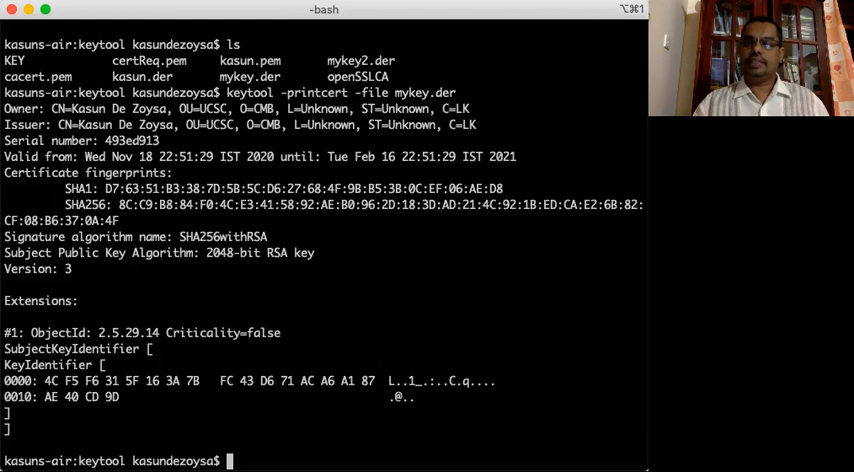 -bash
⌥⌘1
kasuns-air:keytool kasundezoysa$ ls
KEY certReq.pem kasun.pem mykey2.der
cacert.pem kasun.der mykey.der openSSLCA
kasuns-air:keytool kasundezoysa$ keytool -printcert -file mykey.der
Owner: CN=Kasun De Zoysa, OU=UCSC, O=CMB, L=Unknown, ST=Unknown, C=LK
Issuer: CN=Kasun De Zoysa, OU=UCSC, O=CMB, L=Unknown, ST=Unknown, C=LK
Serial number: 493ed913
Valid from: Wed Nov 18 22:51:29 IST 2020 until: Tue Feb 16 22:51:29 IST 2021
Certificate fingerprints:
SHA1: D7:63:51:B3:38:7D:5B:5C:D6:27:68:4F:9B:B5:3B:0C:EF:06:AE:D8
SHA256: 8C:C9:B8:84:F0:4C:E3:41:58:92:AE:B0:96:2D:18:3D:AD:21:4C:92:1B:ED:CA:E2:6B:82:
CF:08:B6:37:0A:4F
Signature algorithm name: SHA256withRSA
Subject Public Key Algorithm: 2048-bit RSA key
Version: 3
Extensions:
#1: ObjectId: 2.5.29.14 Criticality=false
SubjectKeyIdentifier [
KeyIdentifier [
0000: 4C F5 F6 31 5F 16 3A 7B FC 43 D6 71 AC A6 A1 87 L..1_.:..C.q....
0010: AE 40 CD 9D .@..
]
]
kasuns-air:keytool kasundezoysa$